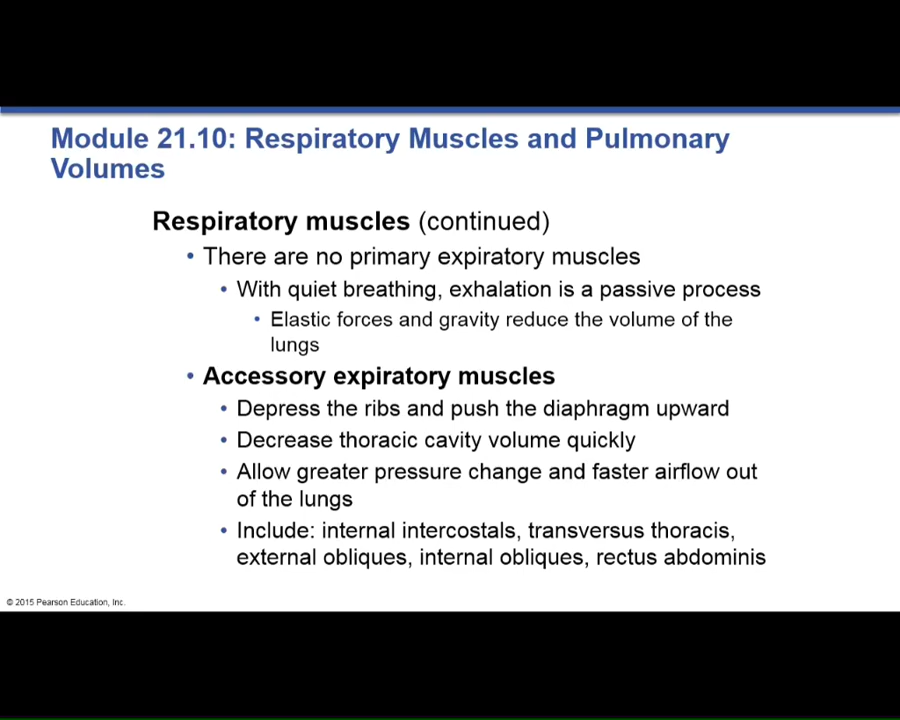 Module 21.10: Respiratory Muscles and Pulmonary
Volumes
Respiratory muscles (continued)
• There are no primary expiratory muscles
• With quiet breathing, exhalation is a passive process
• Elastic forces and gravity reduce the volume of the
lungs
• Accessory expiratory muscles
• Depress the ribs and push the diaphragm upward
• Decrease thoracic cavity volume quickly
• Allow greater pressure change and faster airflow out
of the lungs
• Include: internal intercostals, transversus thoracis,
external obliques, internal obliques, rectus abdominis
© 2015 Pearson Education, Inc.